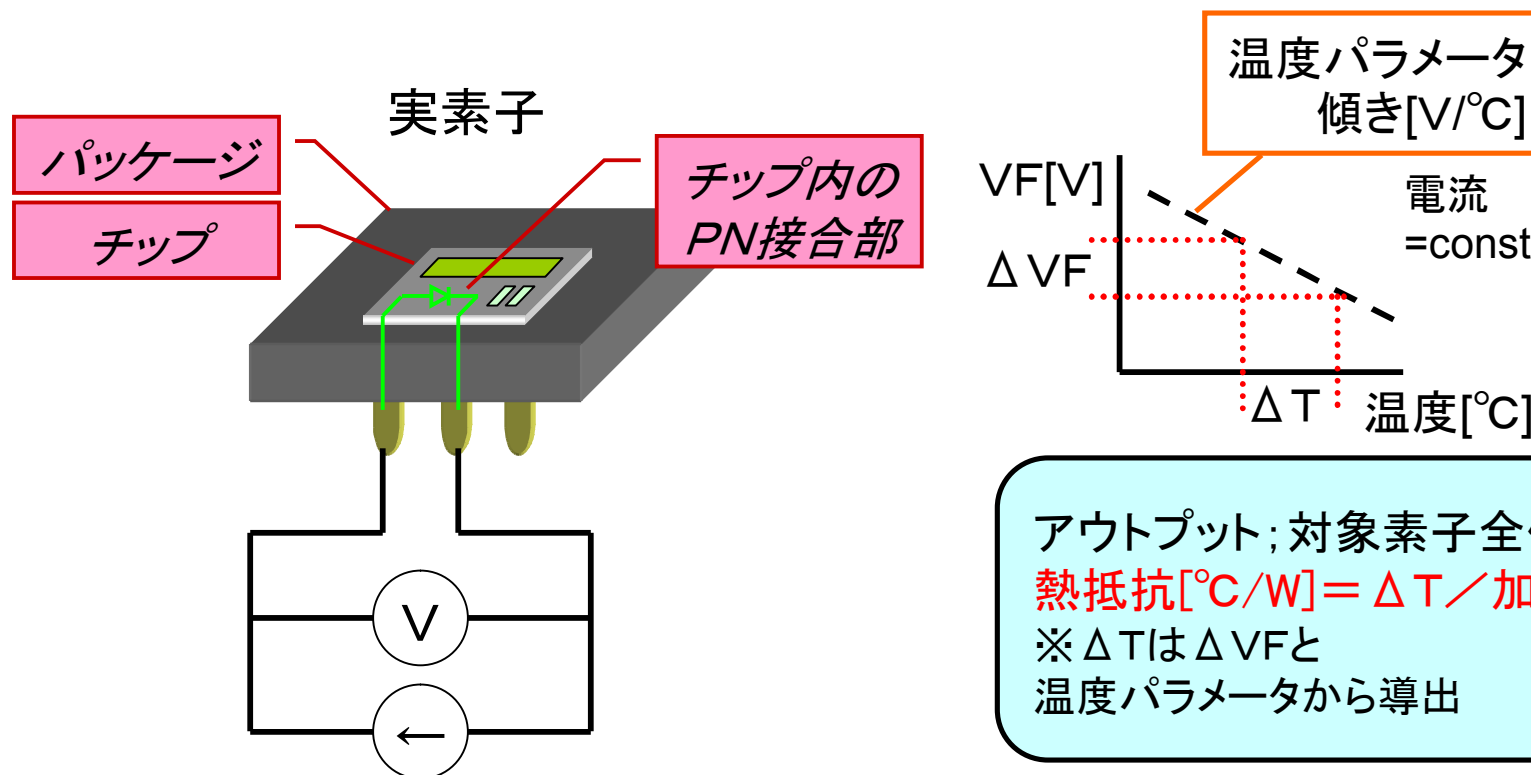 実素子
パッケージ
チップ
チップ内の
PN接合部
V
←
温度パラメータ
傾き[V/℃]
VF[V]
電流
=const
ΔVF
ΔT
温度[℃]
アウトプット;対象素子全
熱抵抗[℃/W]=ΔT/加
※ΔTはΔVFと
温度パラメータから導出